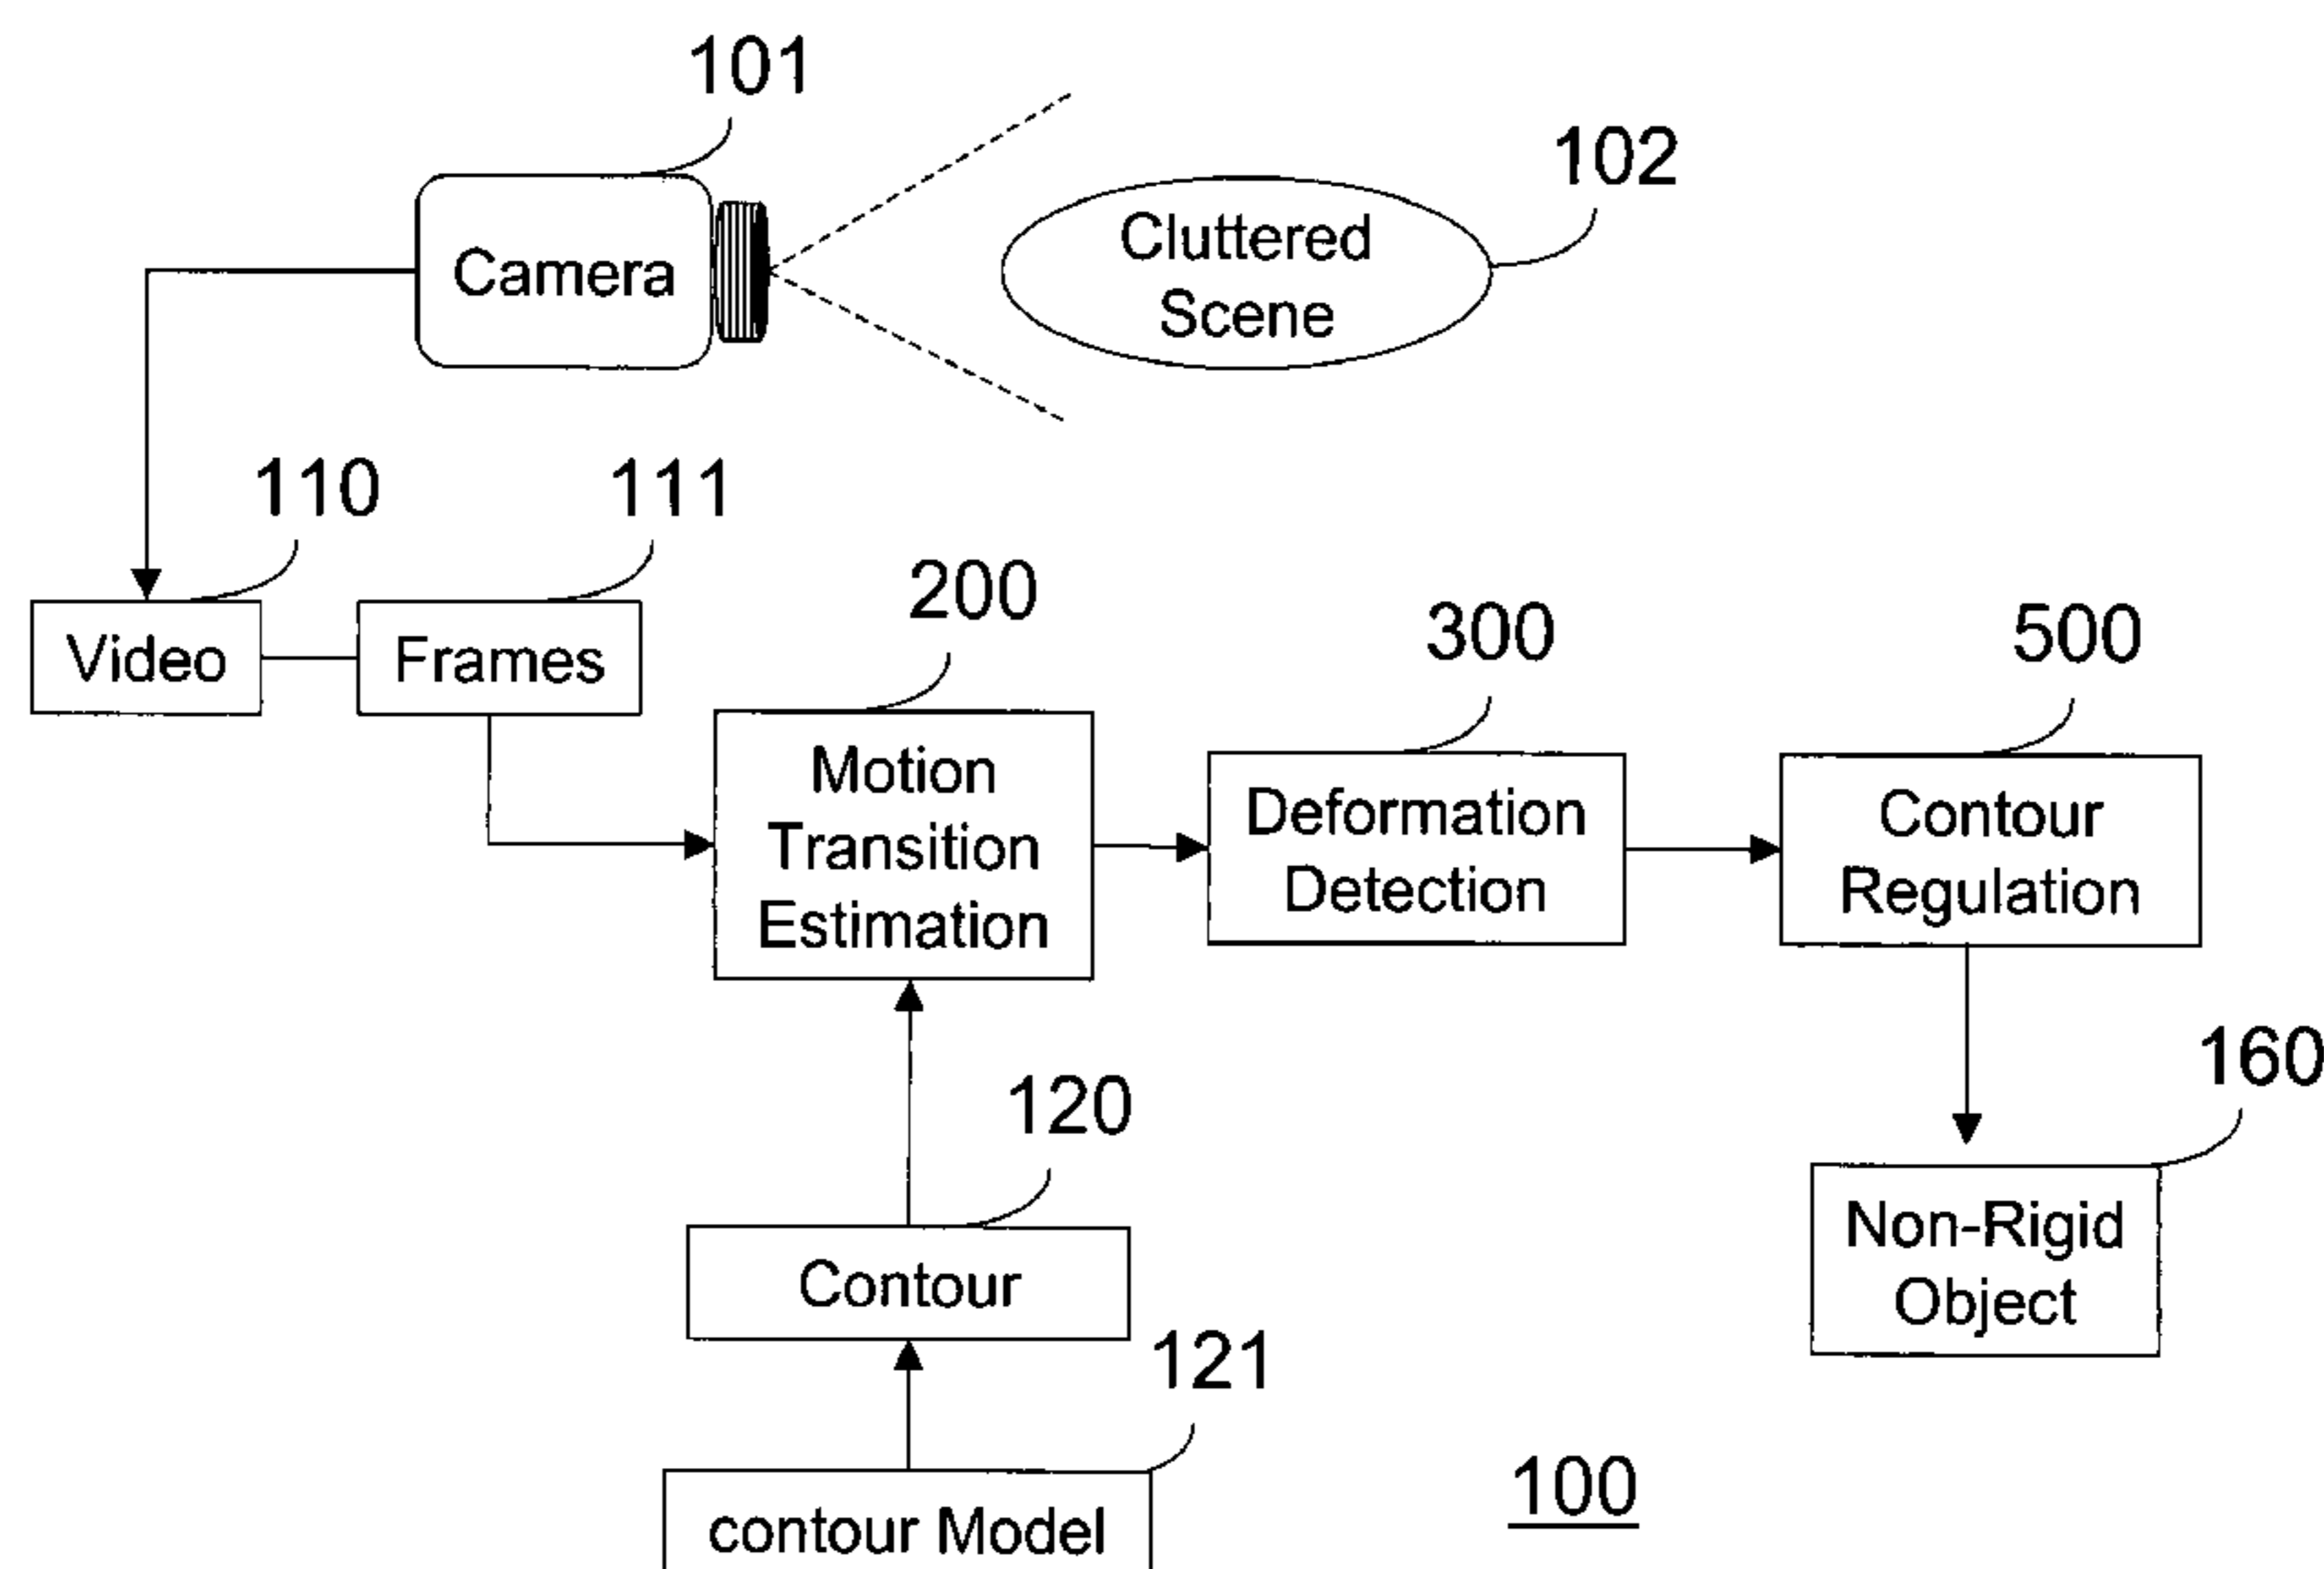 101
102
Camera
Cluttered
Scene
110
111
200
300
500
Video
Frames
Motion
Transition
Estimation
Deformation
Detection
Contour
Regulation
120
160
Contour
Non-Rigid
Object
121
contour Model
100